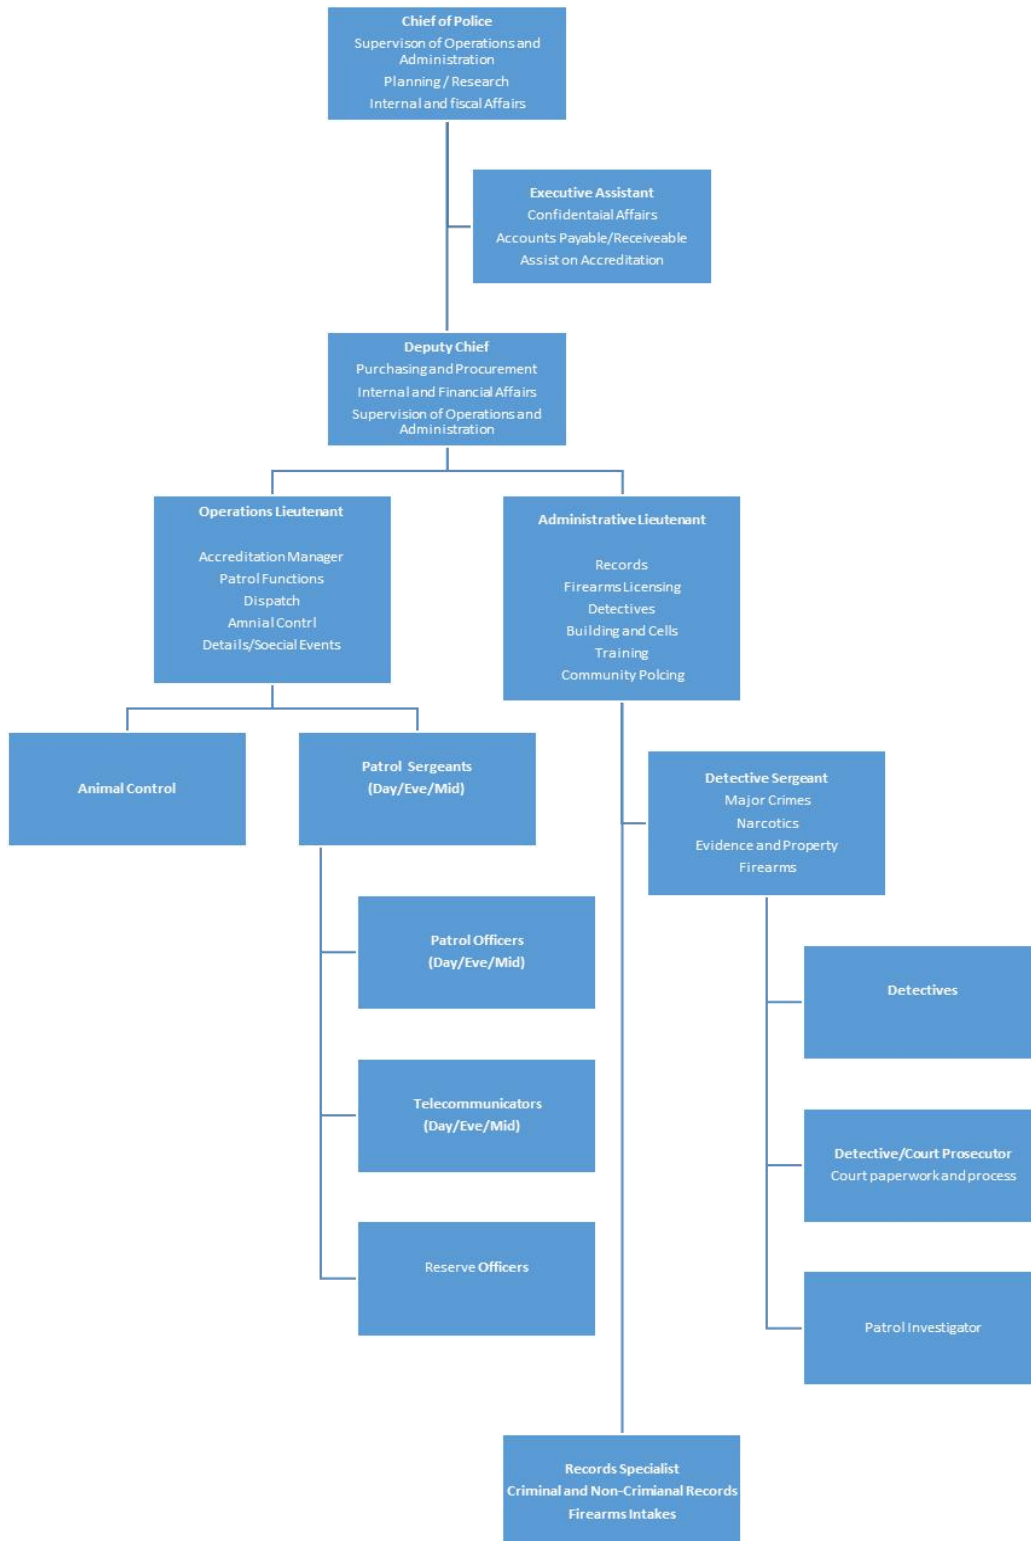 Chief of Police
Supervison of Operations and
Administration
Planning / Research
Internal and fiscal Affairs
Executive Assistant
Confidentaial Affairs
Accounts Payable/Receiveable
Assist on Accreditation
Deputy Chief
Purchasing and Procurement
Internal and Financial Affairs
Supervision of Operations and
Administration
Operations Lieutenant
Accreditation Manager
Patrol Functions
Dispatch
Amnial Contrl
Details/Soecial Events
Administrative Lieutenant
Records
Firearms Licensing
Detectives
Building and Cells
Training
Community Polcing
Animal Control
Patrol Sergeants
(Day/Eve/Mid)
Detective Sergeant
Major Crimes
Narcotics
Evidence and Property
Firearms
Patrol Officers
(Day/Eve/Mid)
Telecommunicators
(Day/Eve/Mid)
Reserve Officers
Detectives
Detective/Court Prosecutor
Court paperwork and process
Patrol Investigator
Records Specialist
Criminal and Non-Crimianal Records
Firearms Intakes